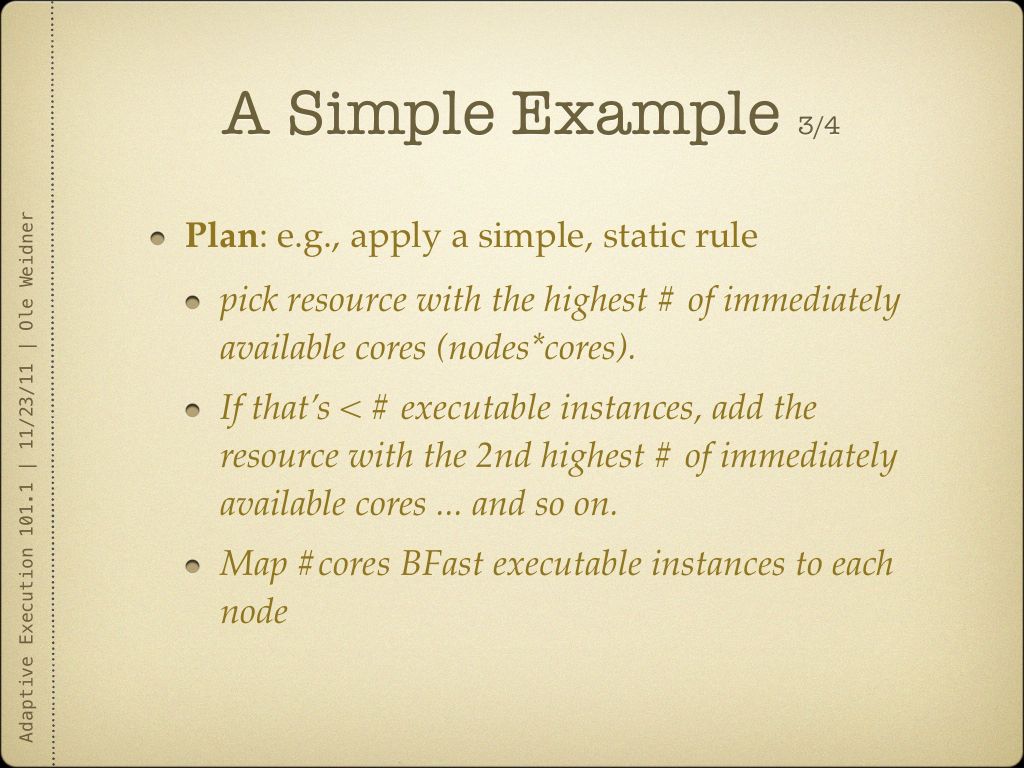 A Simple Example 3/4
Plan: e.g., apply a simple, static rule
pick resource with the highest # of immediately
available cores (nodes*cores).
If that's < # executable instances, add the
resource with the 2nd highest # of immediately
available cores ... and so on.
Map #cores BFast executable instances to each
node
Adaptive Execution 101.1 | 11/23/11 | Ole Weidner